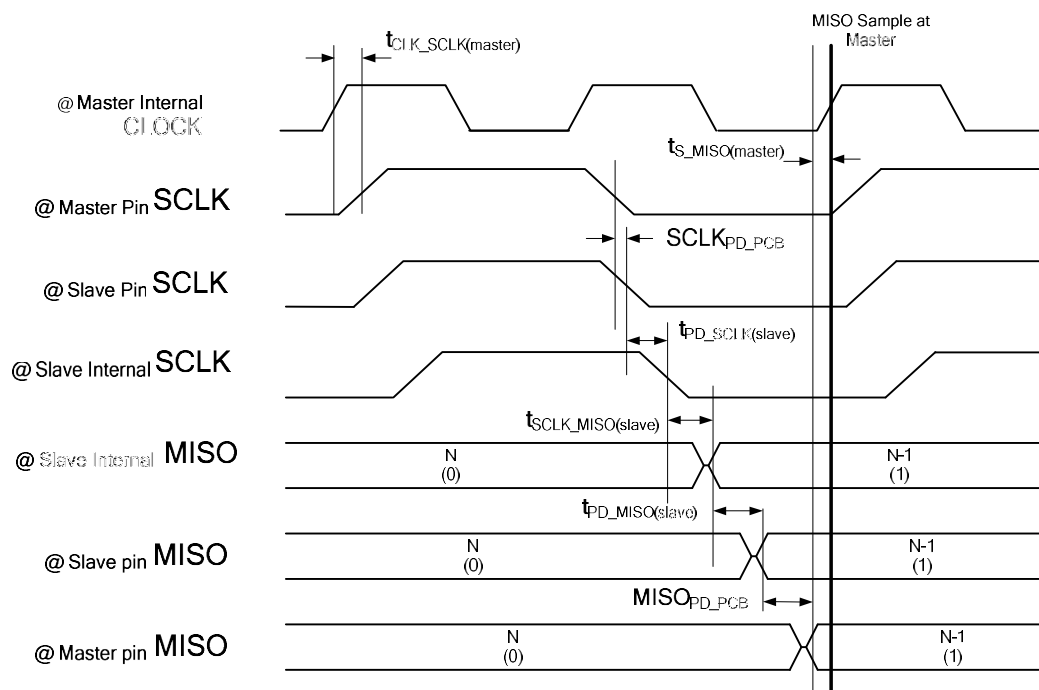 MISO Sample at
Master
tCLK_SCLK(master)
@ Master Internal
CLOCK
tS_MISO(master)
@ Master Pin SCLK
SCLKPD_PCB
@ Slave Pin SCLK
tPD_SCLK(slave)
@ Slave Internal SCLK
tSCLK_MISO(slave)
@ Slave Internal MISO
N
(0)
N-1
(1)
tPD_MISO(slave)
@ Slave pin MISO
N
(0)
N-1
(1)
MISOPD_PCB
@ Master pin MISO
N
(0)
N-1
(1)